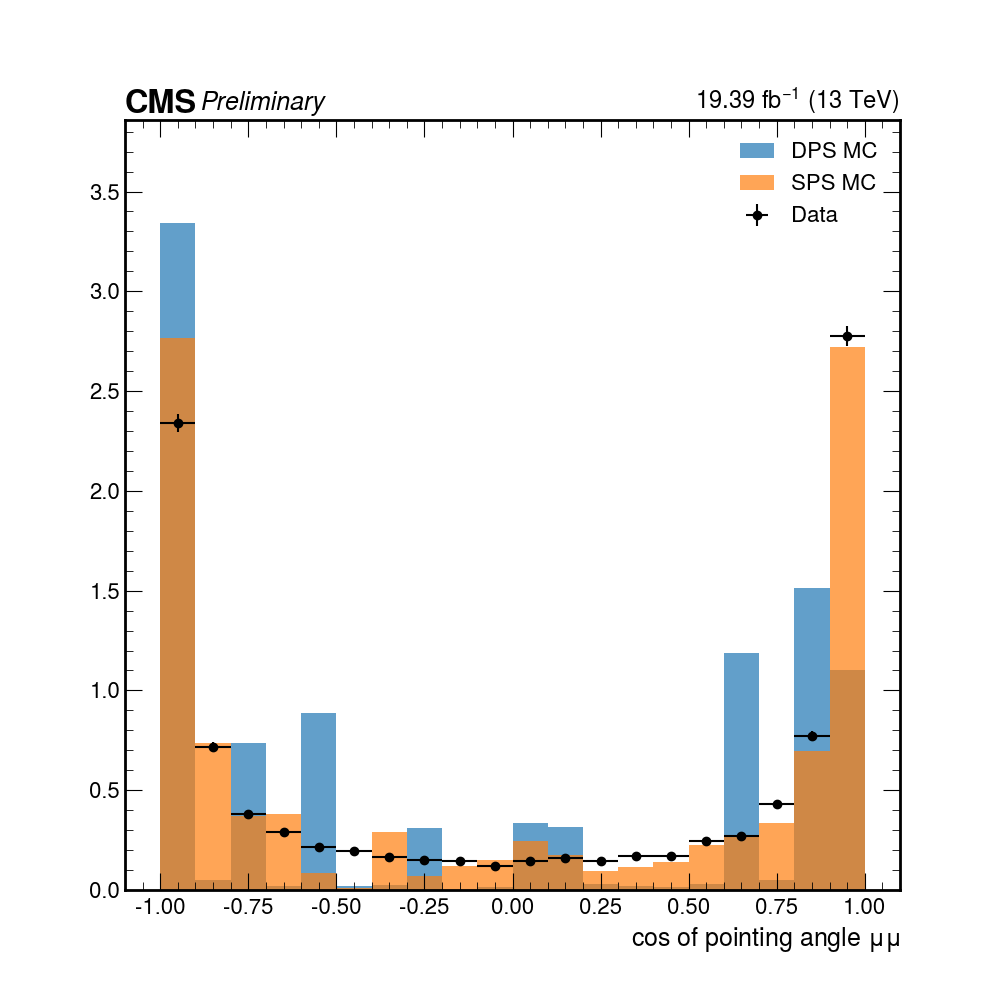 CMS Preliminary 19.39 fb⁻¹ (13 TeV)
DPS MC
SPS MC
Data
3.5
3.0
2.5
2.0
1.5
1.0
0.5
0.0
-1.00 -0.75 -0.50 -0.25 0.00 0.25 0.50 0.75 1.00
cos of pointing angle μμ